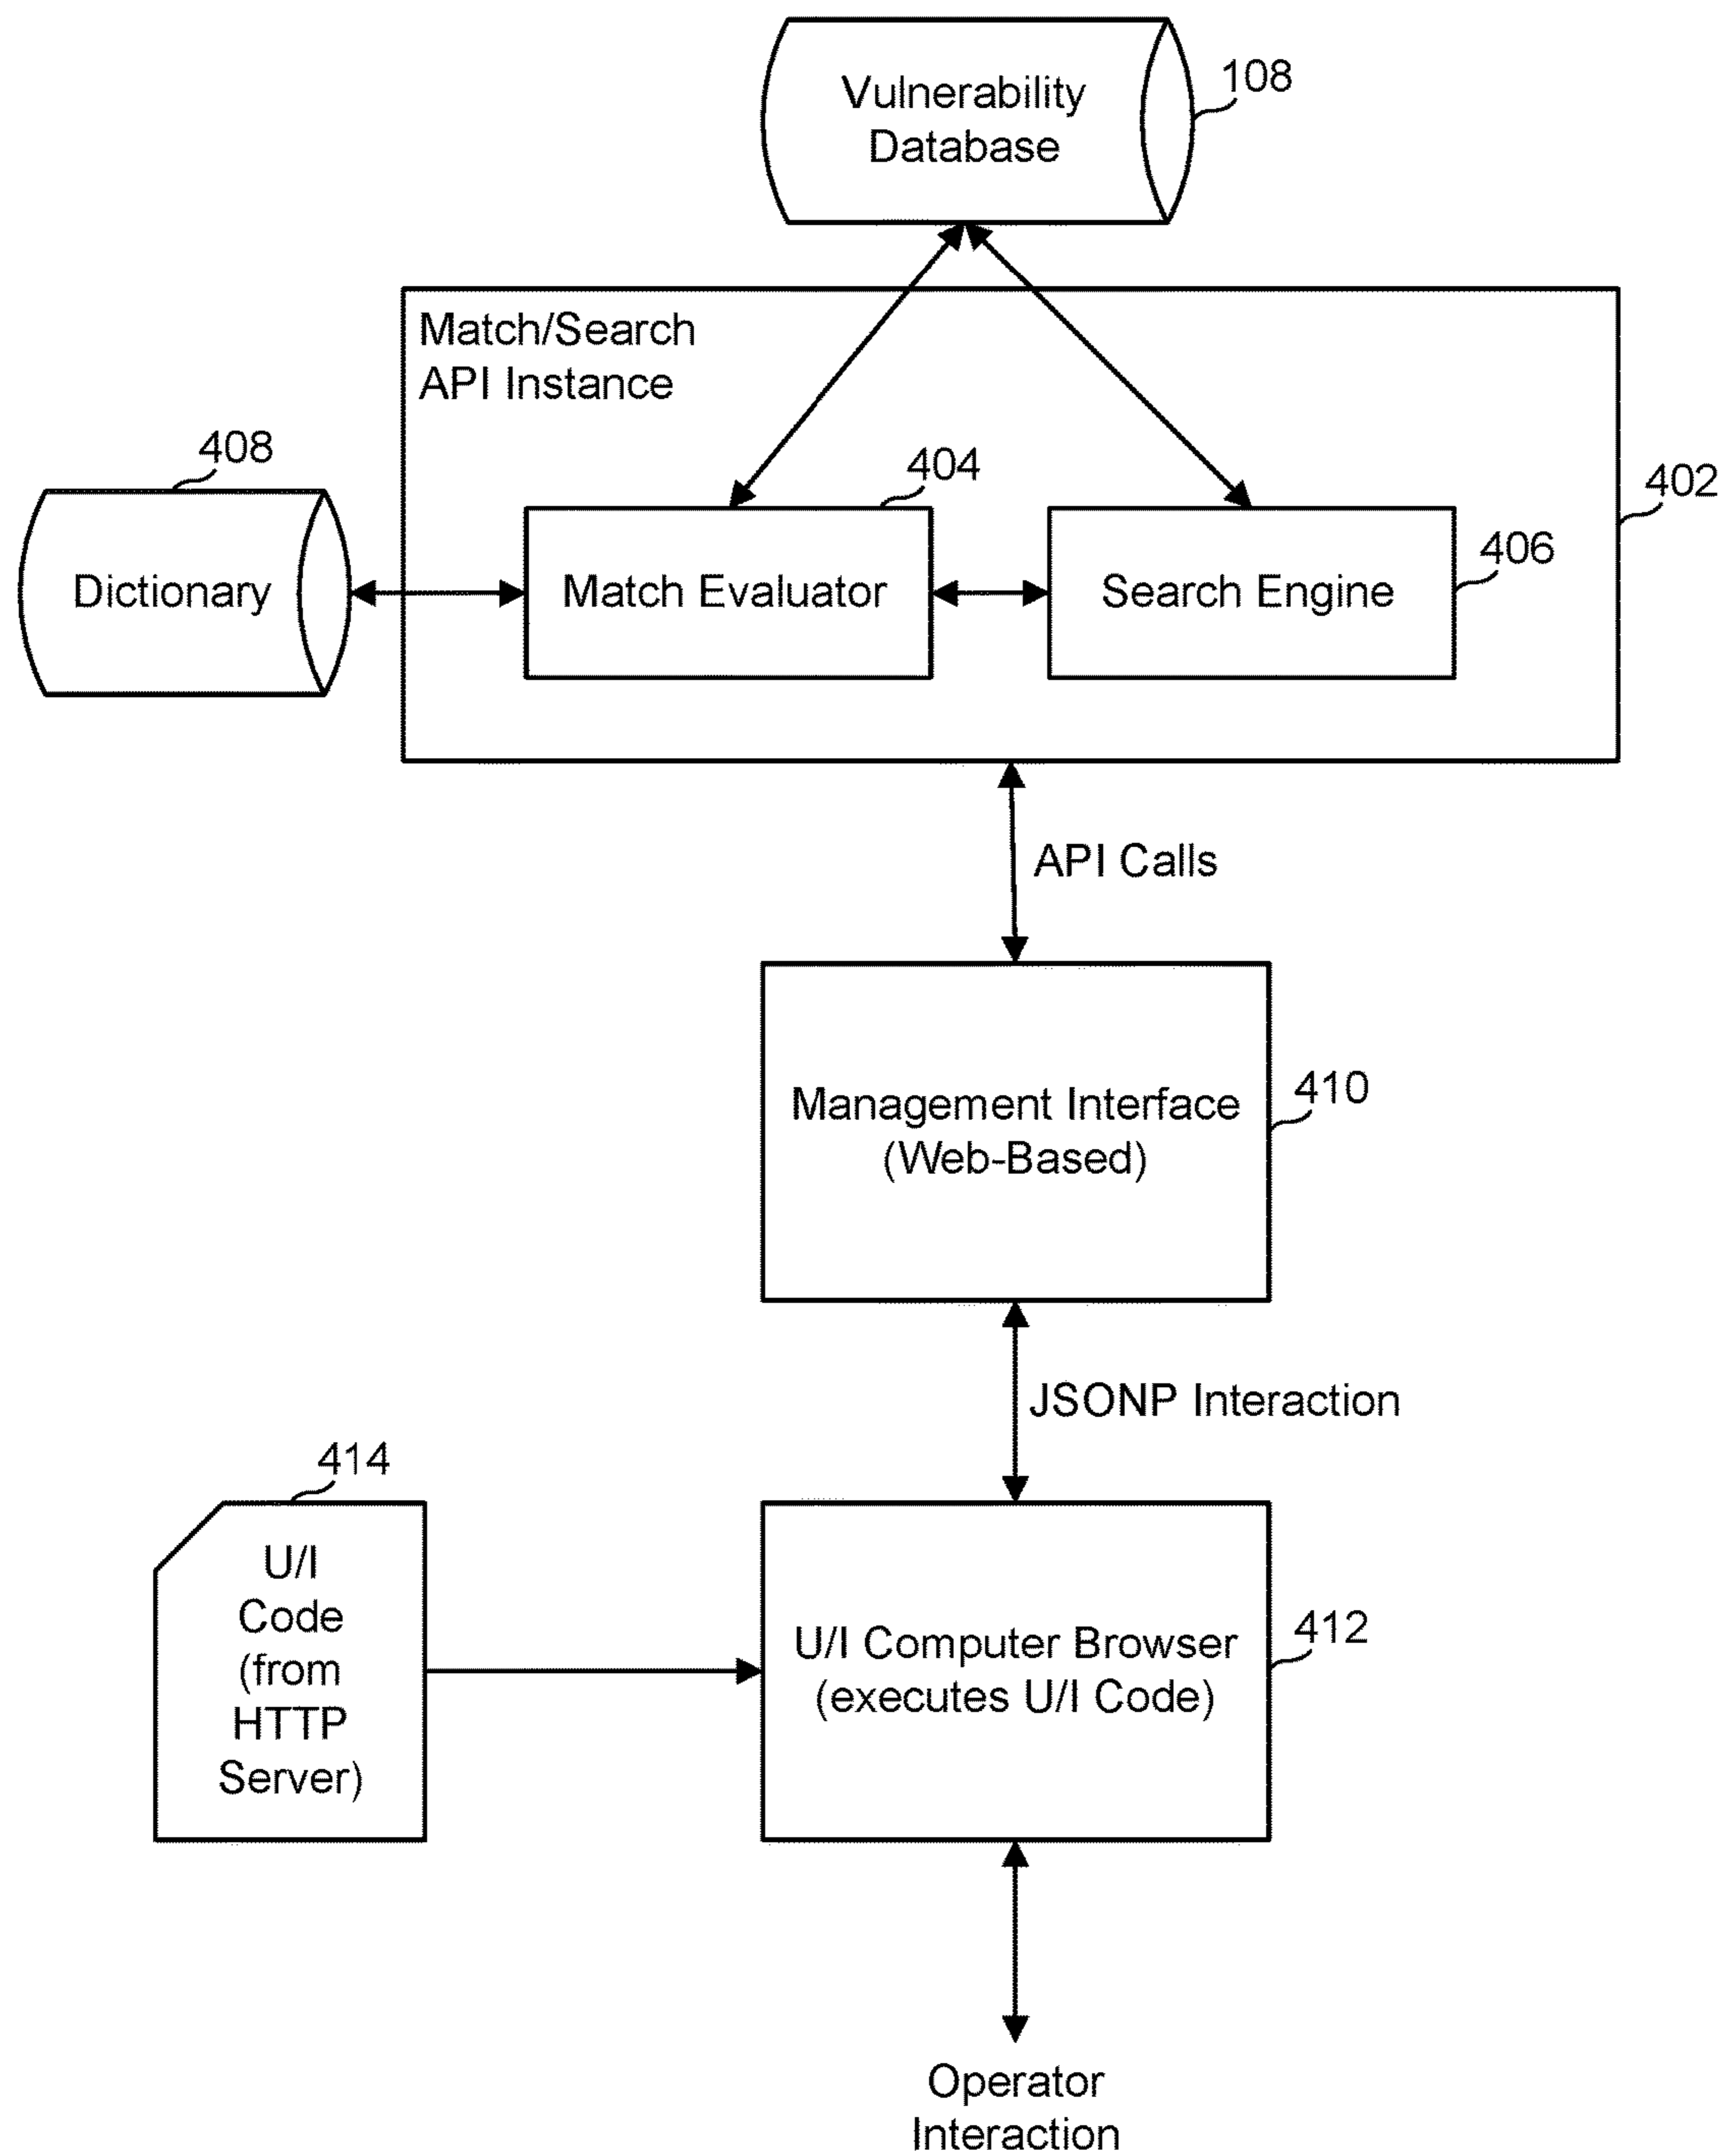 Vulnerability
Database
108
Match/Search
API Instance
408
404
402
Dictionary
Match Evaluator
Search Engine
406
API Calls
Management Interface
(Web-Based)
410
JSONP Interaction
414
U/I
Code
(from
HTTP
Server)
U/I Computer Browser
(executes U/I Code)
412
Operator
Interaction